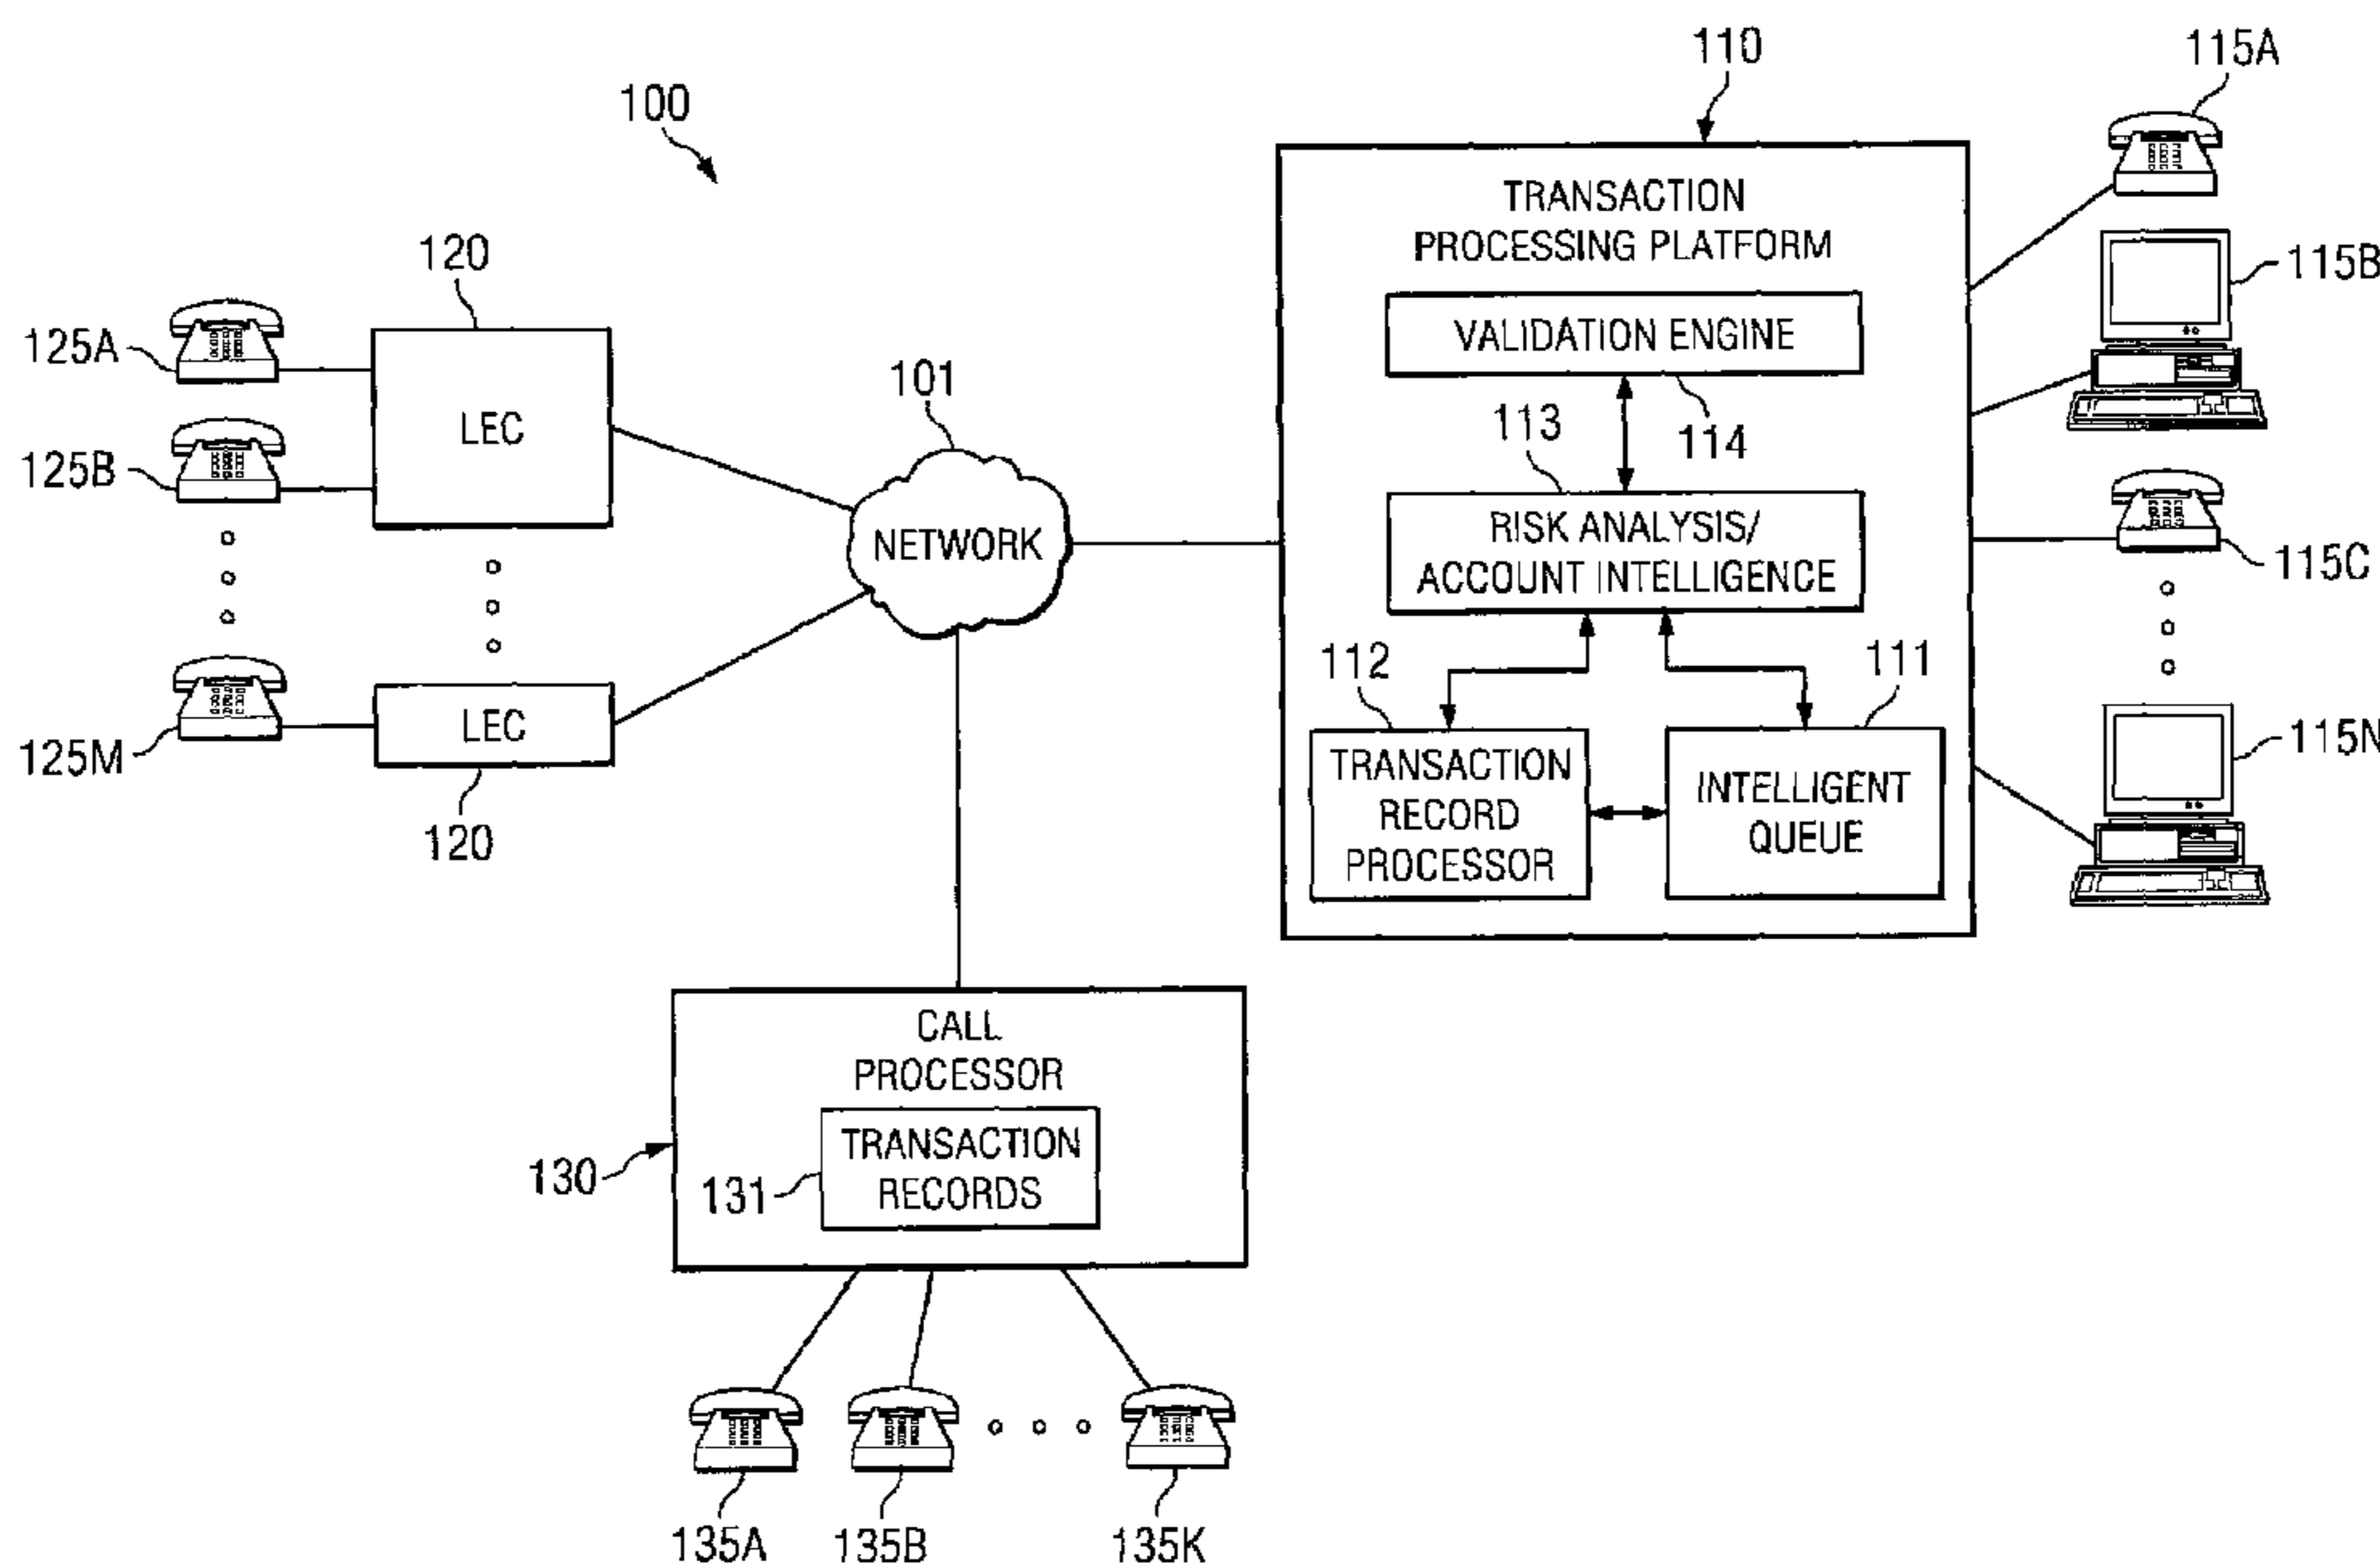 100
110
115A
TRANSACTION
PROCESSING PLATFORM
115B
120
125A
LEC
VALIDATION ENGINE
101
113
114
125B
NETWORK
RISK ANALYSIS/
ACCOUNT INTELLIGENCE
115C
112
111
125M
LEC
120
TRANSACTION
RECORD
PROCESSOR
INTELLIGENT
QUEUE
115N
CALL
PROCESSOR
130
131
TRANSACTION
RECORDS
135A
135B
135K